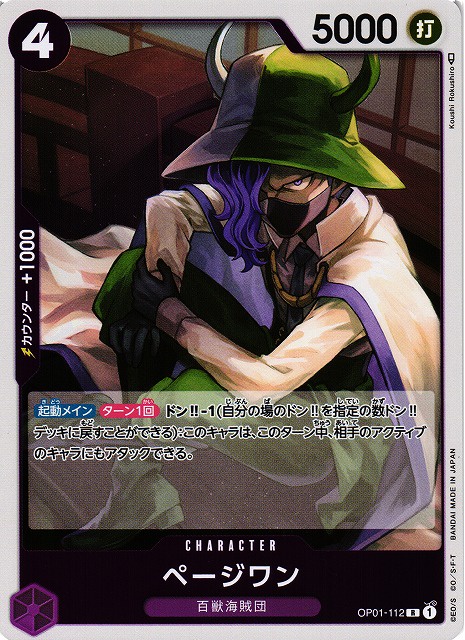 4
5000 打
Koushi Rokushiro
カウンター +1000
起動メイン ターン1回 ドン!!-1(自分の場のドン!!を指定の数ドン!!
デッキに戻すことができる):このキャラは、このターン中、相手のアクティブ
のキャラにもアタックできる。
CHARACTER
ページワン
百獣海賊団
OP01-112 R 1
©E.O/S ©O/S・F・T BANDAI MADE IN JAPAN